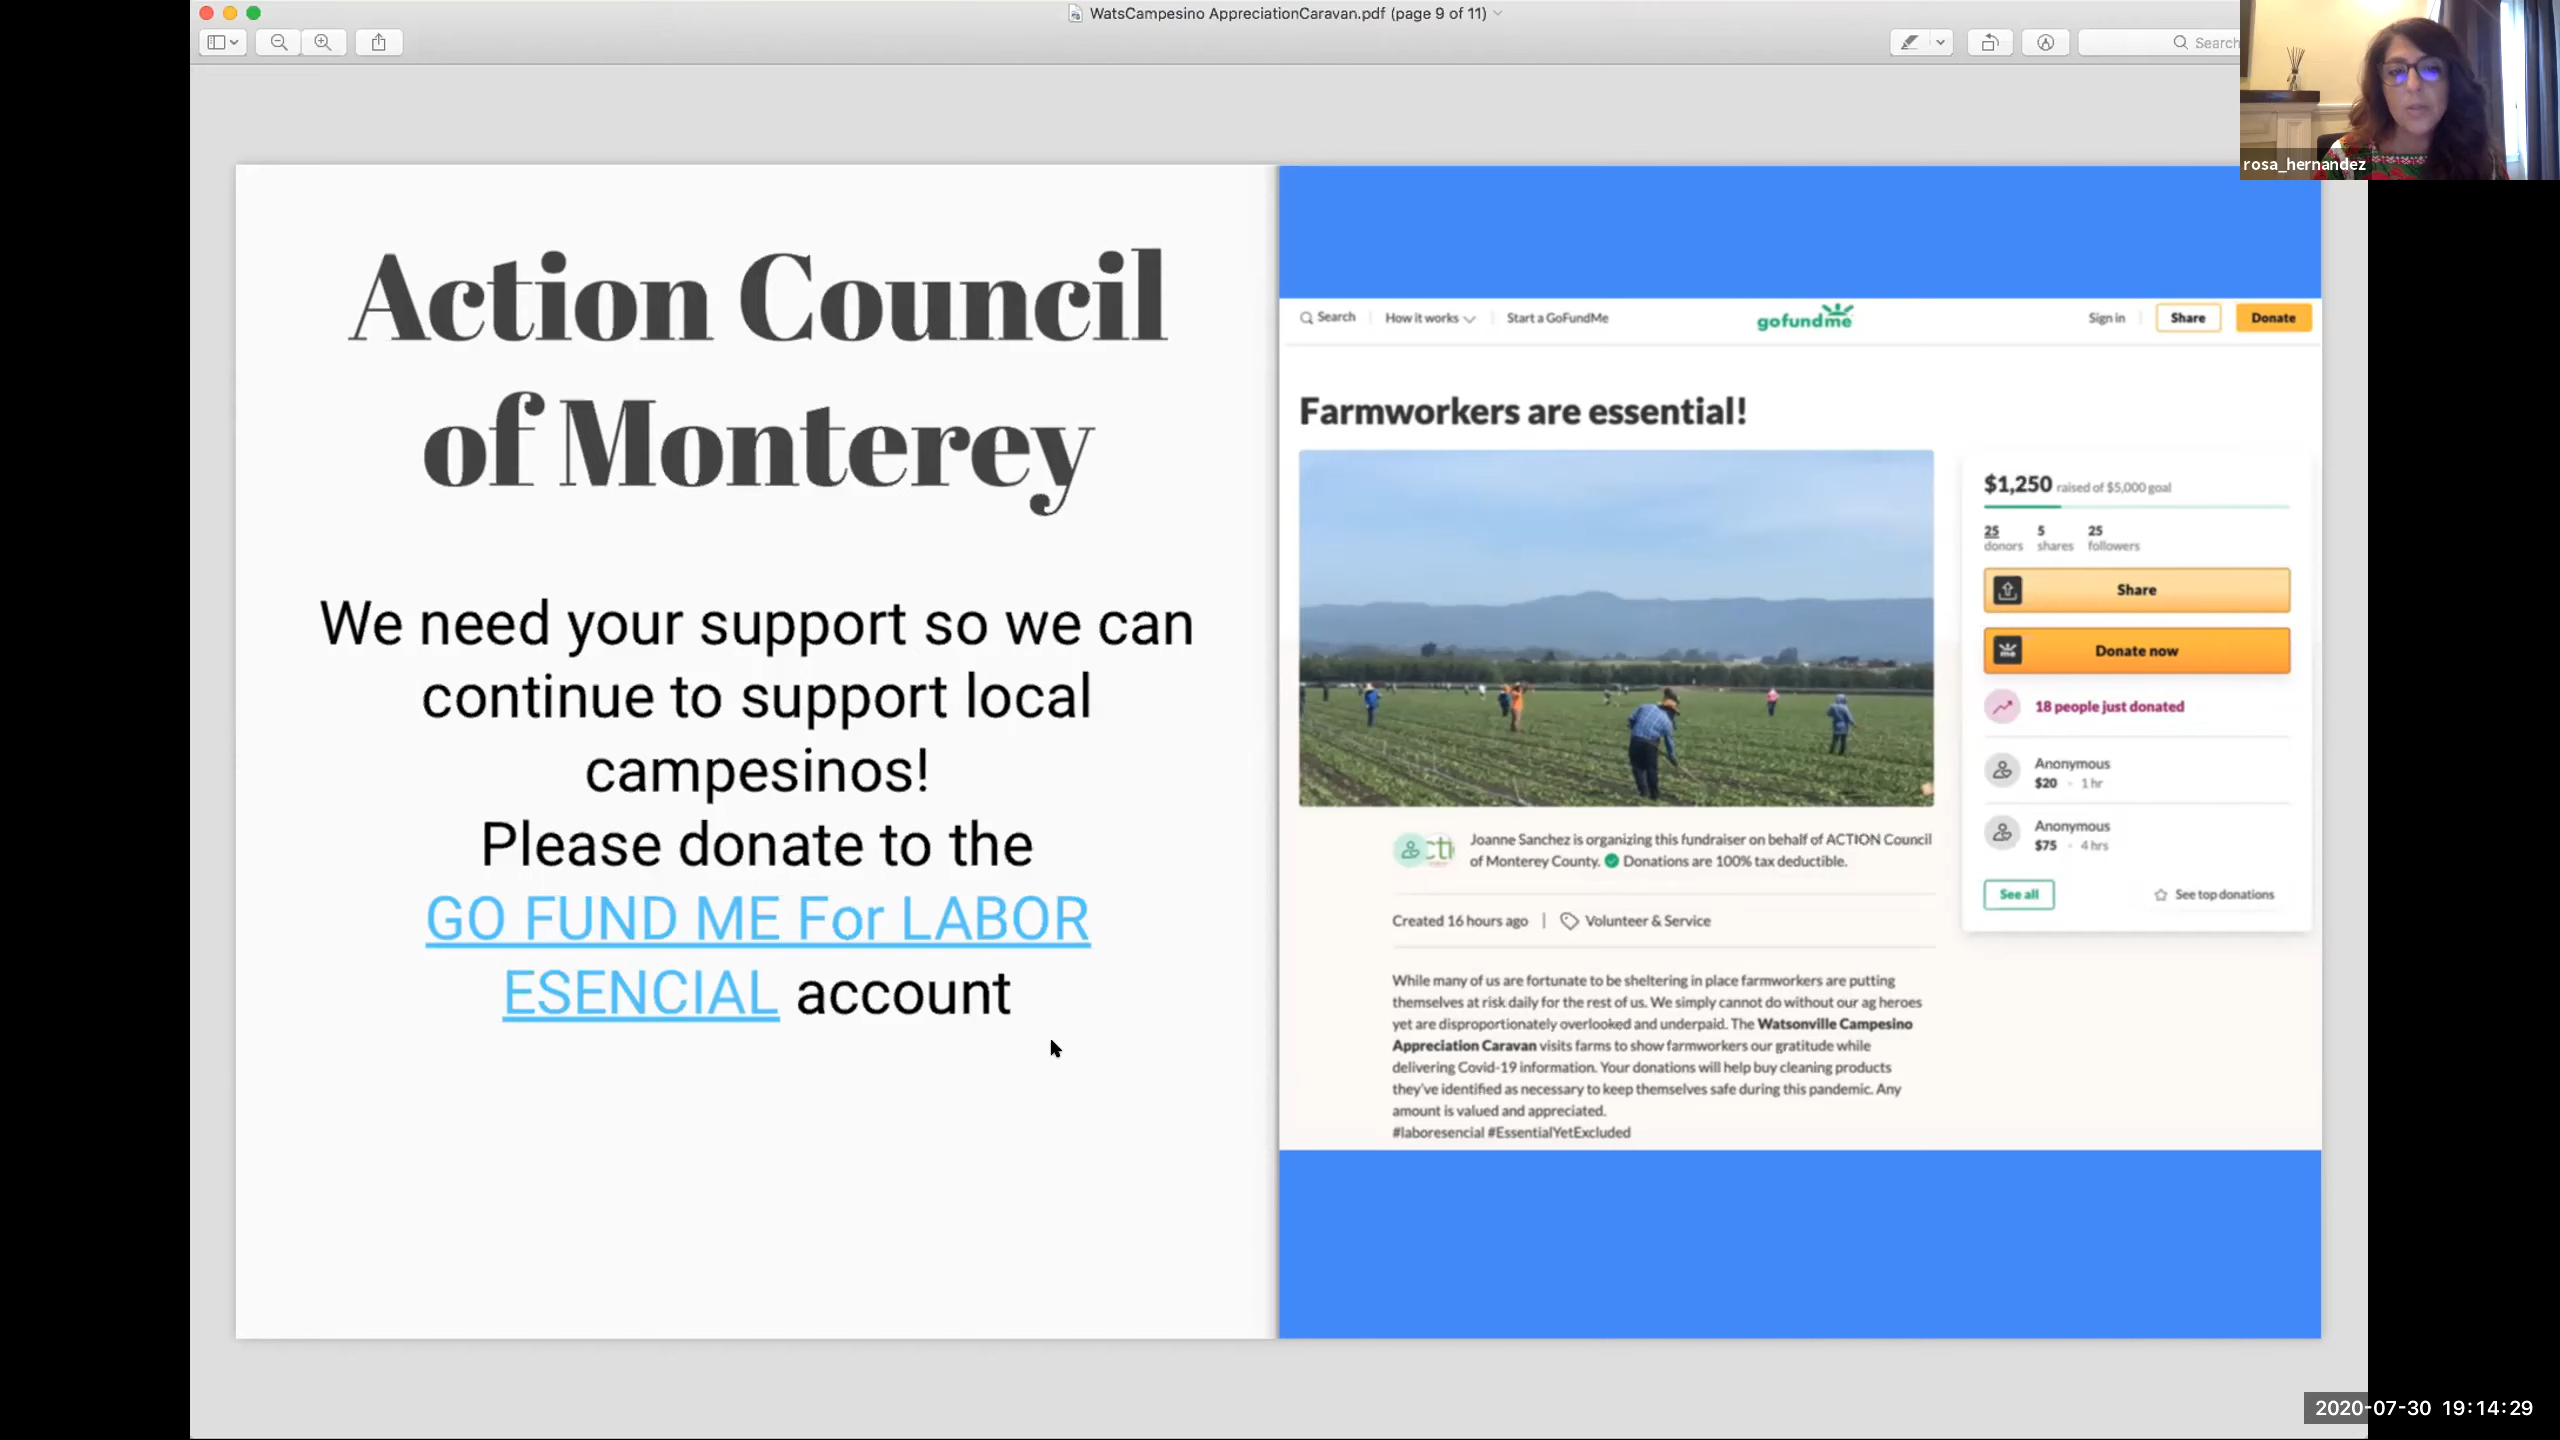 WatsCampesino AppreciationCaravan.pdf (page 9 of 11)
Search
rosa_hernandez
Action Council
of Monterey
We need your support so we can
continue to support local
campesinos!
Please donate to the
GO FUND ME For LABOR
ESENCIAL account
Search
How it works
Start a GoFundMe
gofundme
Sign in
Share
Donate
Farmworkers are essential!
$1,250 raised of $5,000 goal
25 5 25
donors shares followers
Share
Donate now
18 people just donated
Anonymous
$20 • 1 hr
Anonymous
$75 • 4 hrs
See all
See top donations
Joanne Sanchez is organizing this fundraiser on behalf of ACTION Council
of Monterey County. Donations are 100% tax deductible.
Created 16 hours ago | Volunteer & Service
While many of us are fortunate to be sheltering in place farmworkers are putting
themselves at risk daily for the rest of us. We simply cannot do without our ag heroes
yet are disproportionately overlooked and underpaid. The Watsonville Campesino
Appreciation Caravan visits farms to show farmworkers our gratitude while
delivering Covid-19 information. Your donations will help buy cleaning products
they've identified as necessary to keep themselves safe during this pandemic. Any
amount is valued and appreciated.
#laboresencial #EssentialYetExcluded
2020-07-30 19:14:29